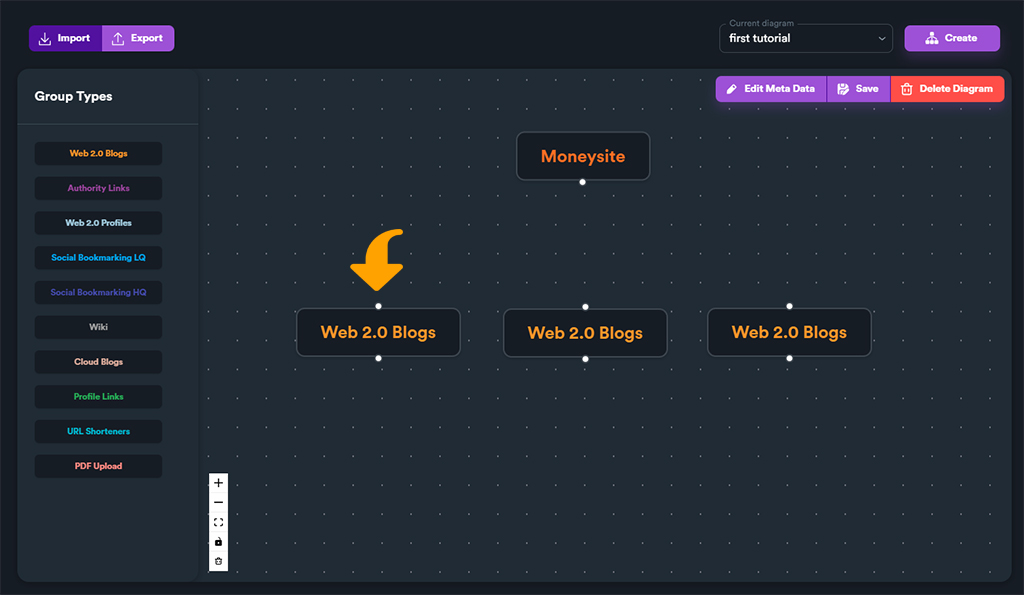 Import
Export
Current diagram
first tutorial
Create
Group Types
Edit Meta Data
Save
Delete Diagram
Web 2.0 Blogs
Authority Links
Web 2.0 Profiles
Social Bookmarking LQ
Social Bookmarking HQ
Wiki
Cloud Blogs
Profile Links
URL Shorteners
PDF Upload
Moneysite
Web 2.0 Blogs
Web 2.0 Blogs
Web 2.0 Blogs